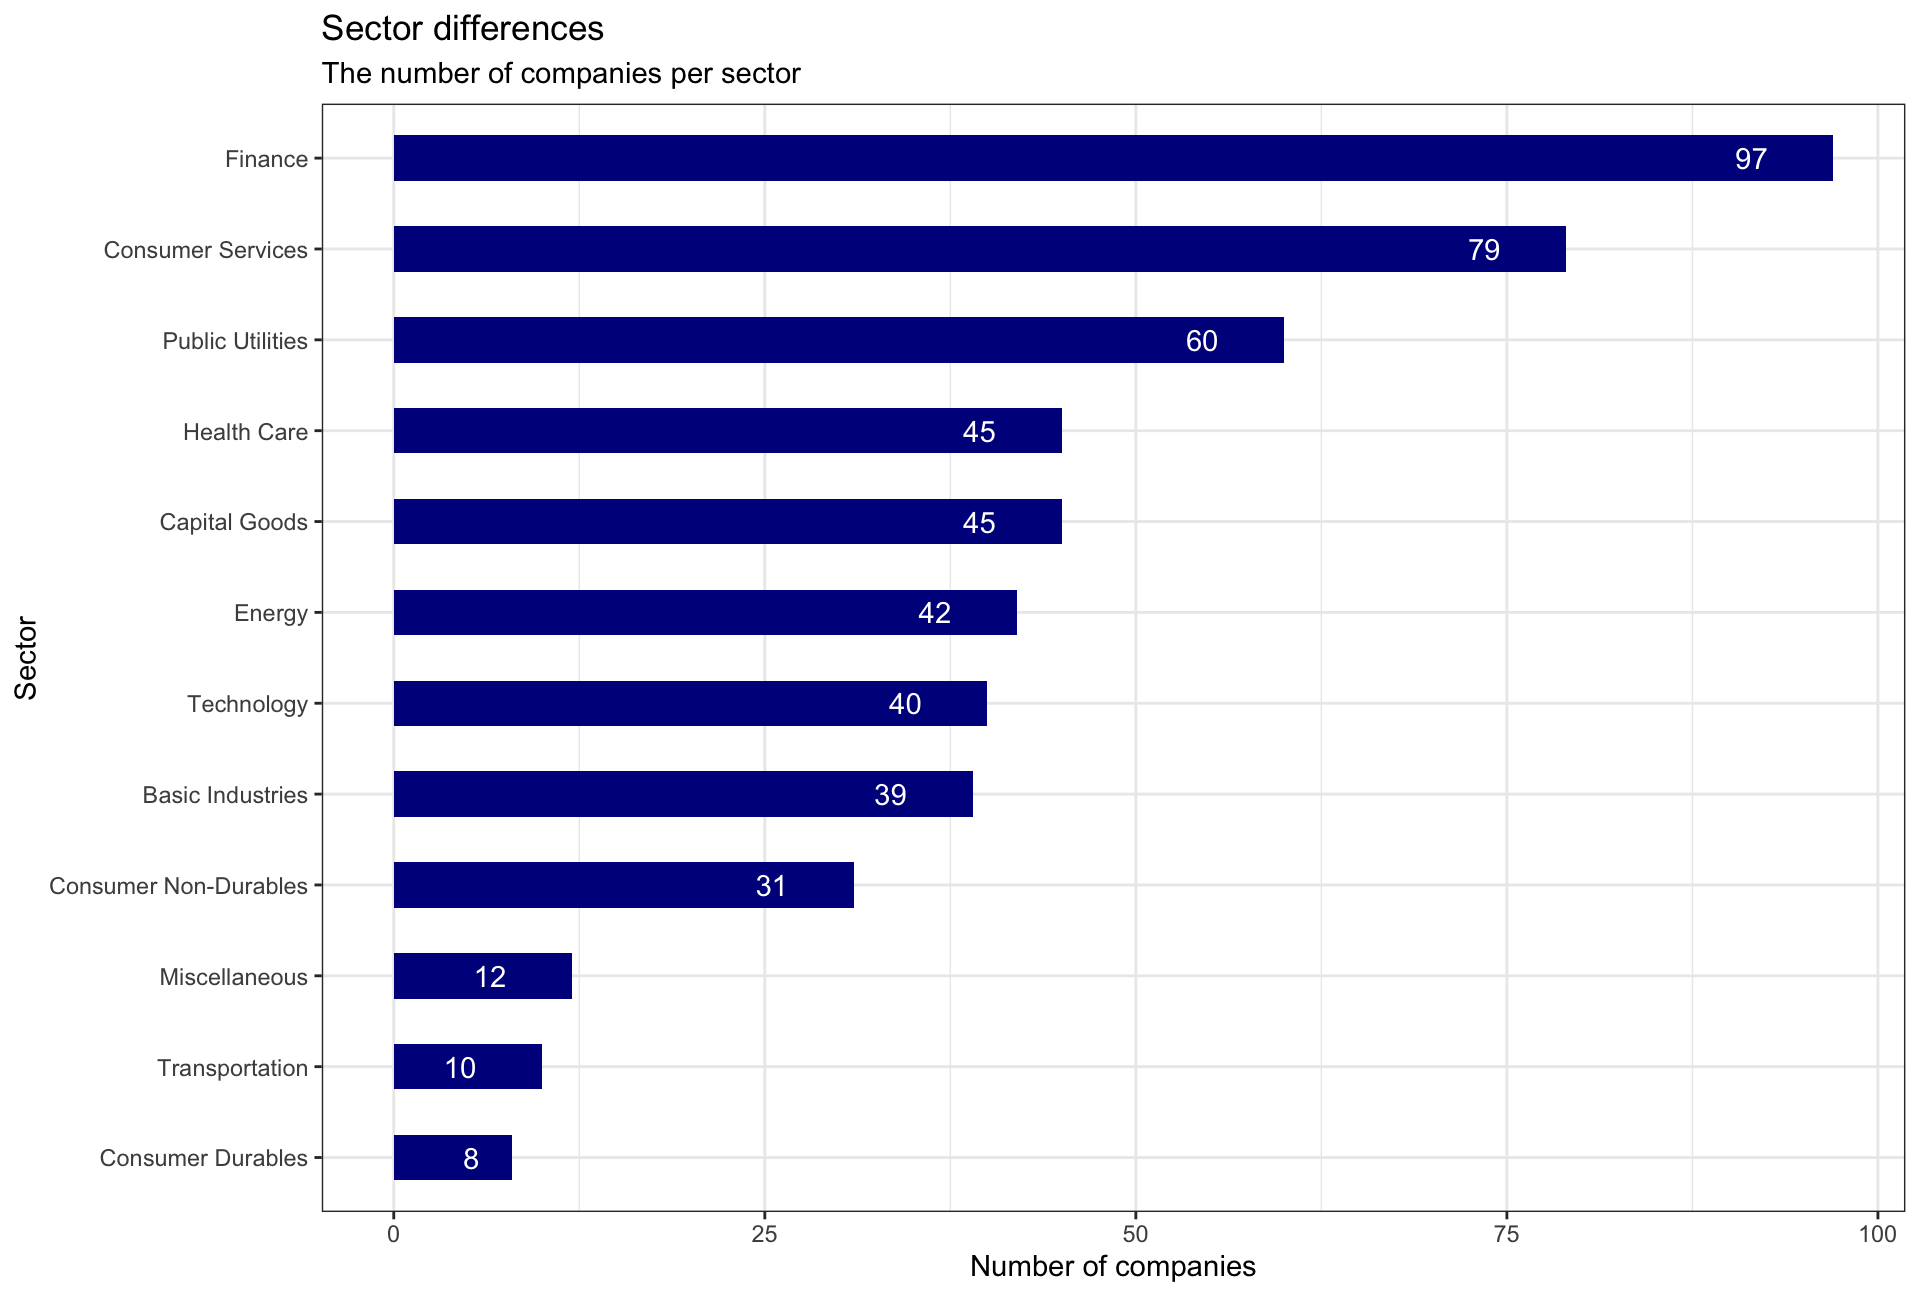 Sector differences
The number of companies per sector
Sector
Finance 97
Consumer Services 79
Public Utilities 60
Health Care 45
Capital Goods 45
Energy 42
Technology 40
Basic Industries 39
Consumer Non-Durables 31
Miscellaneous 12
Transportation 10
Consumer Durables 8
0 25 50 75 100
Number of companies